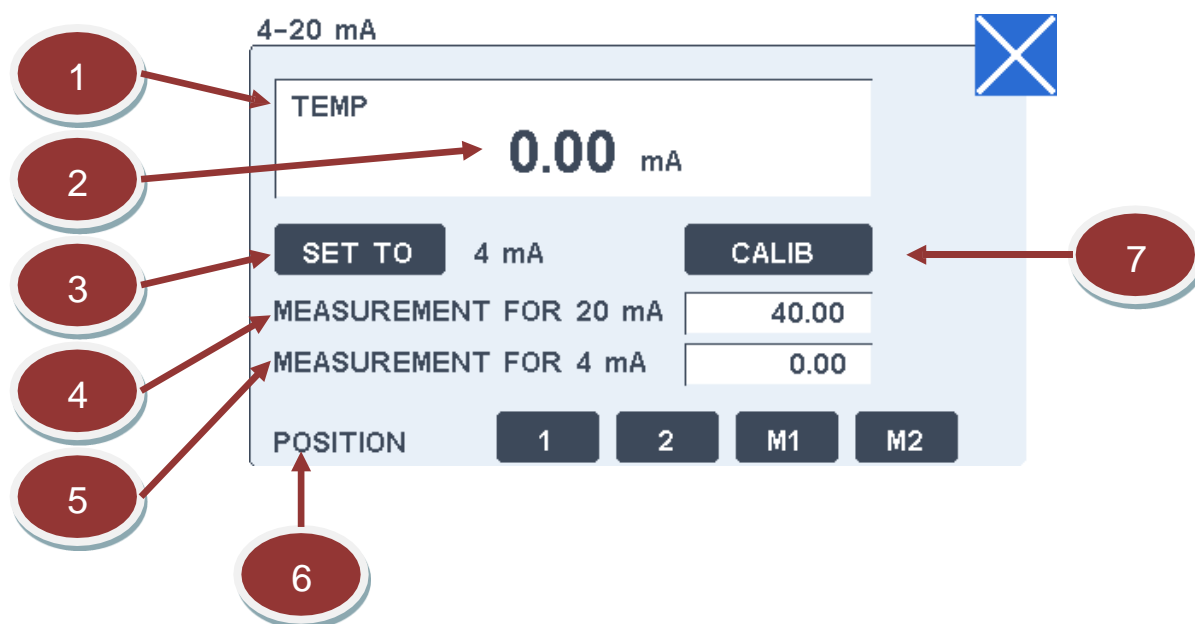 4-20 mA
1
TEMP
2
0.00 mA
3
SET TO 4 mA CALIB
7
4
MEASUREMENT FOR 20 mA 40.00
5
MEASUREMENT FOR 4 mA 0.00
POSITION 1 2 M1 M2
6